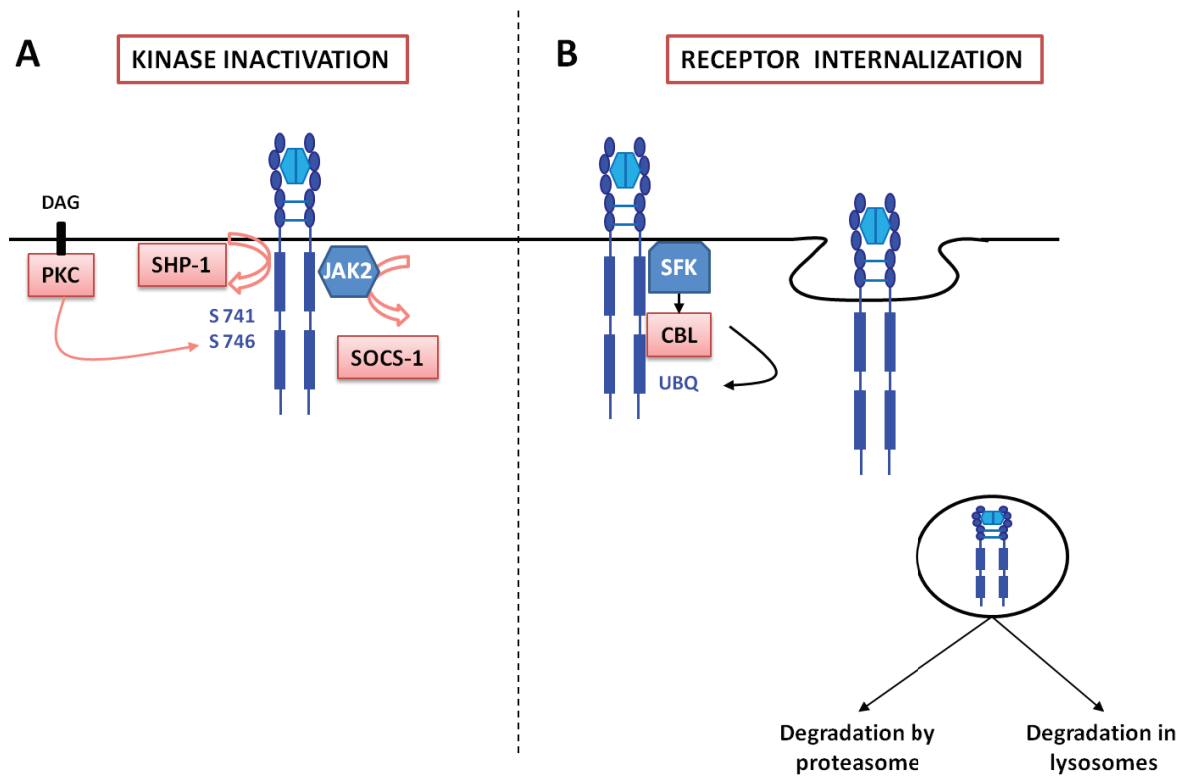 A
KINASE INACTIVATION
DAG
PKC
SHP-1
JAK2
S 741
S 746
SOCS-1
B
RECEPTOR INTERNALIZATION
SFK
CBL
UBQ
Degradation by
proteasome
Degradation in
lysosomes